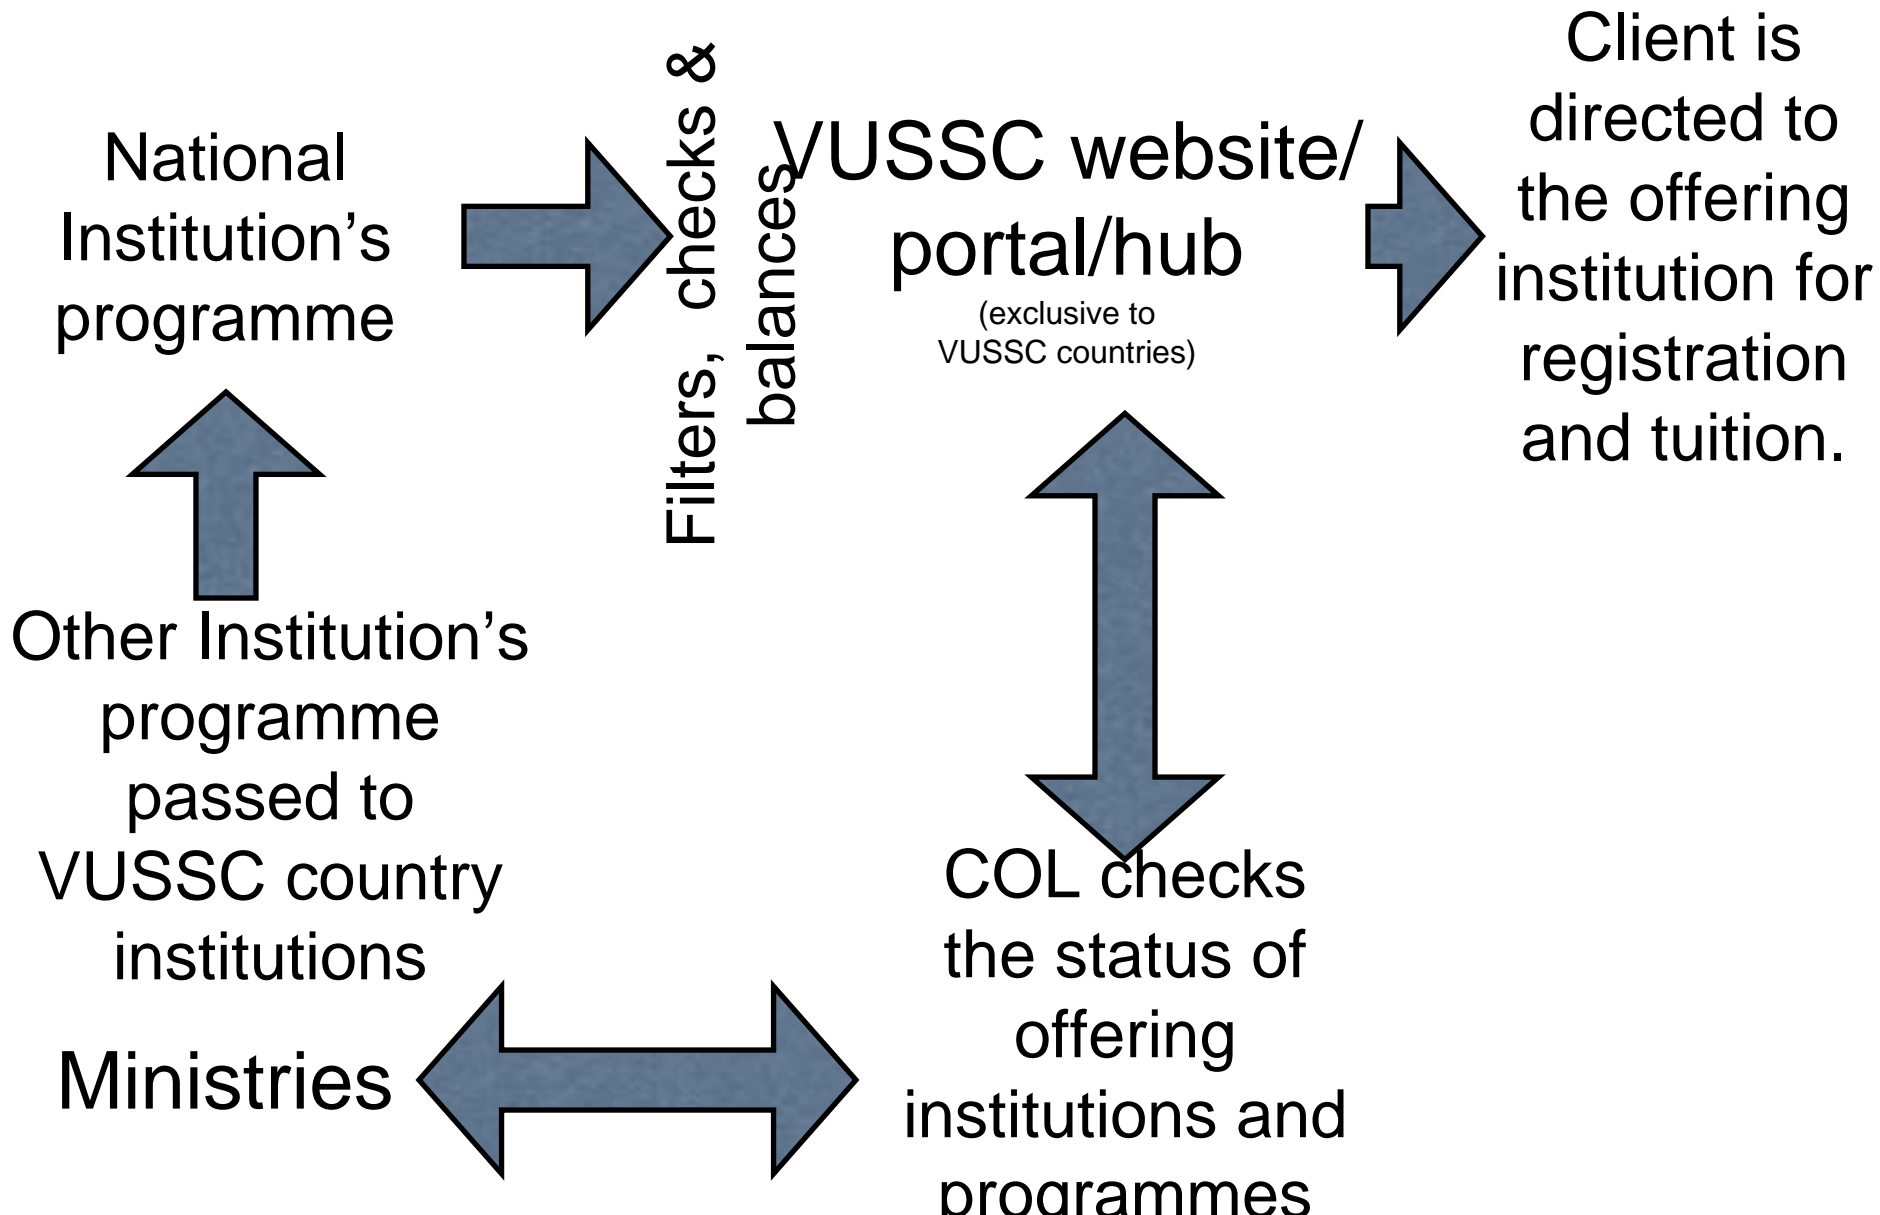 National
Institution’s
programme
Filters, checks &
balances
VUSSC website/
portal/hub
(exclusive to
VUSSC countries)
Client is
directed to
the offering
institution for
registration
and tuition.
Other Institution’s
programme
passed to
VUSSC country
institutions
Ministries
COL checks
the status of
offering
institutions and
programmes